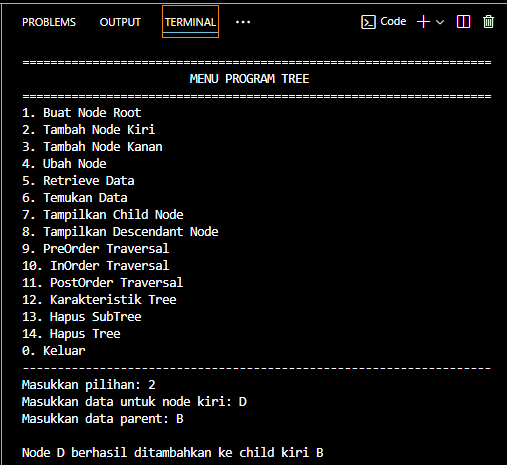 PROBLEMS OUTPUT TERMINAL ... Code
===================================================================
MENU PROGRAM TREE
===================================================================
1. Buat Node Root
2. Tambah Node Kiri
3. Tambah Node Kanan
4. Ubah Node
5. Retrieve Data
6. Temukan Data
7. Tampilkan Child Node
8. Tampilkan Descendant Node
9. PreOrder Traversal
10. InOrder Traversal
11. PostOrder Traversal
12. Karakteristik Tree
13. Hapus SubTree
14. Hapus Tree
0. Keluar
-------------------------------------------------------------------
Masukkan pilihan: 2
Masukkan data untuk node kiri: D
Masukkan data parent: B
Node D berhasil ditambahkan ke child kiri B